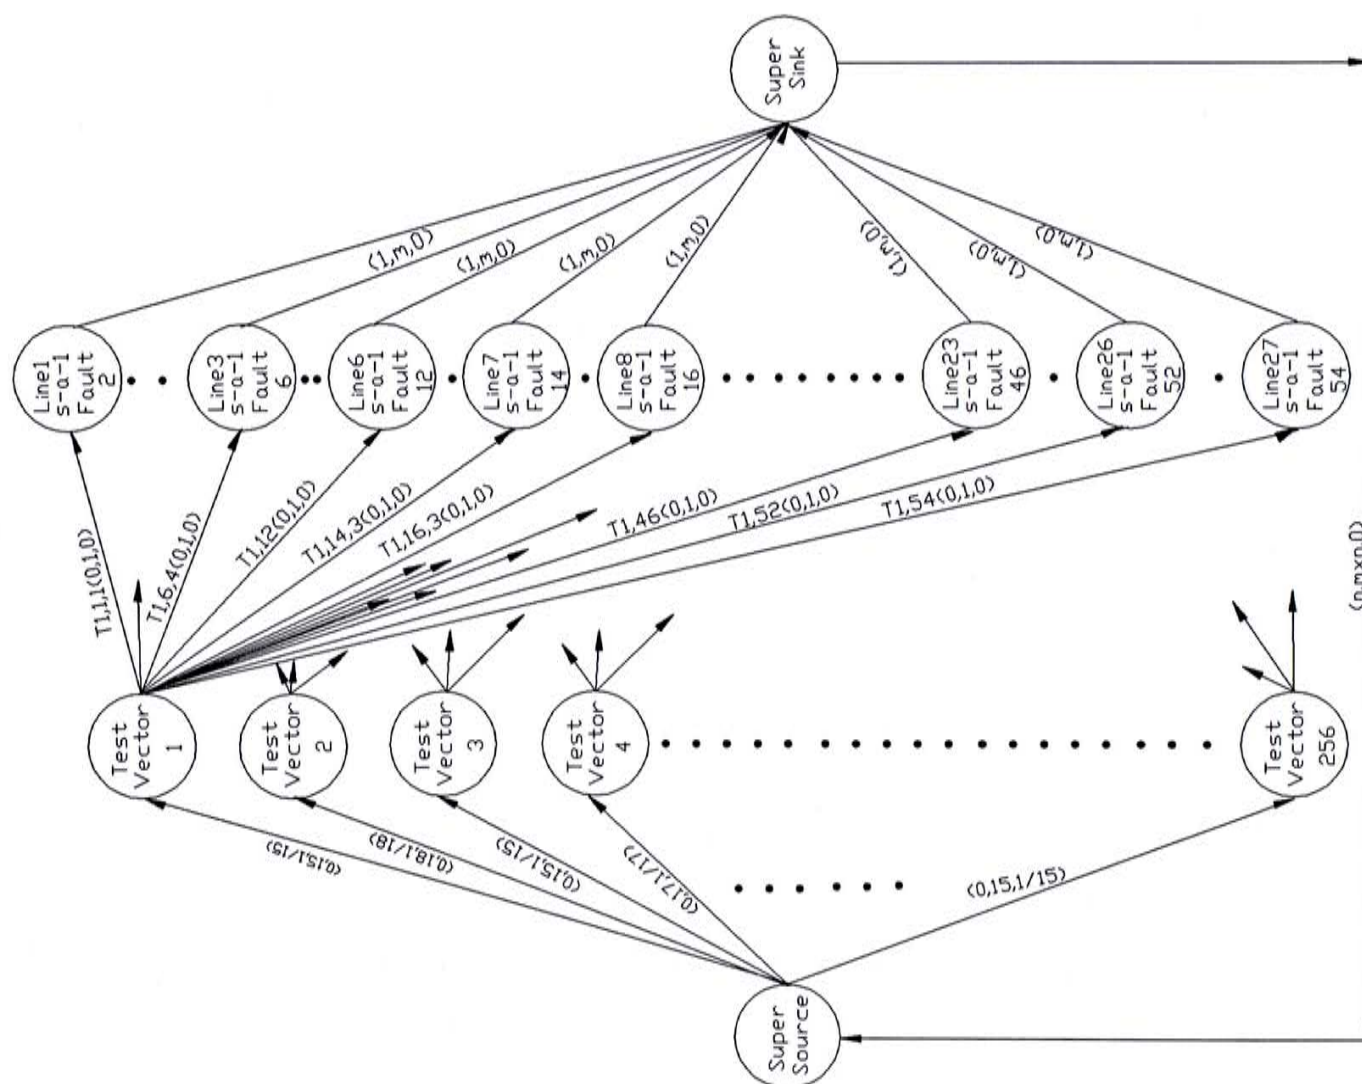 Super
Sink
<1,m,0>
<1,m,0>
<1,m,0>
<1,m,0>
<1,m,0>
<1,m,0>
<1,m,0>
Line1
s-a-1
Fault
2
Line3
s-a-1
Fault
6
Line6
s-a-1
Fault
12
Line7
s-a-1
Fault
14
Line8
s-a-1
Fault
16
Line23
s-a-1
Fault
46
Line26
s-a-1
Fault
52
Line27
s-a-1
Fault
54
T1,1,1<0,1,0>
T1,6,4<0,1,0>
T1,12<0,1,0>
T1,14,3<0,1,0>
T1,16,3<0,1,0>
T1,46<0,1,0>
T1,52<0,1,0>
T1,54<0,1,0>
<n,mxn,0>
Test
Vector
1
Test
Vector
2
Test
Vector
3
Test
Vector
4
Test
Vector
256
<0,15,1/15>
<0,18,1/18>
<0,15,1/15>
<0,17,1/17>
<0,15,1/15>
Super
Source